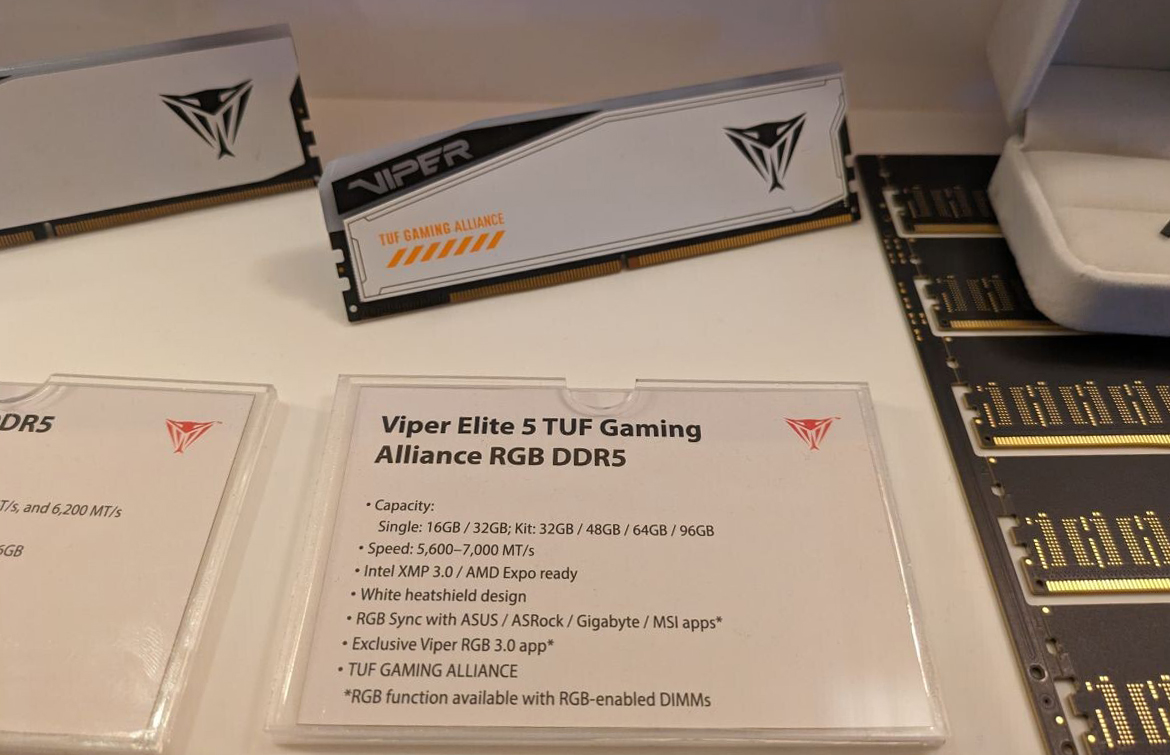 VIPER
TUF GAMING ALLIANCE
DDR5
T/s, and 6,200 MT/s
6GB
Viper Elite 5 TUF Gaming
Alliance RGB DDR5
• Capacity:
Single: 16GB / 32GB; Kit: 32GB / 48GB / 64GB / 96GB
• Speed: 5,600–7,000 MT/s
• Intel XMP 3.0 / AMD Expo ready
• White heatshield design
• RGB Sync with ASUS / ASRock / Gigabyte / MSI apps*
• Exclusive Viper RGB 3.0 app*
• TUF GAMING ALLIANCE
*RGB function available with RGB-enabled DIMMs